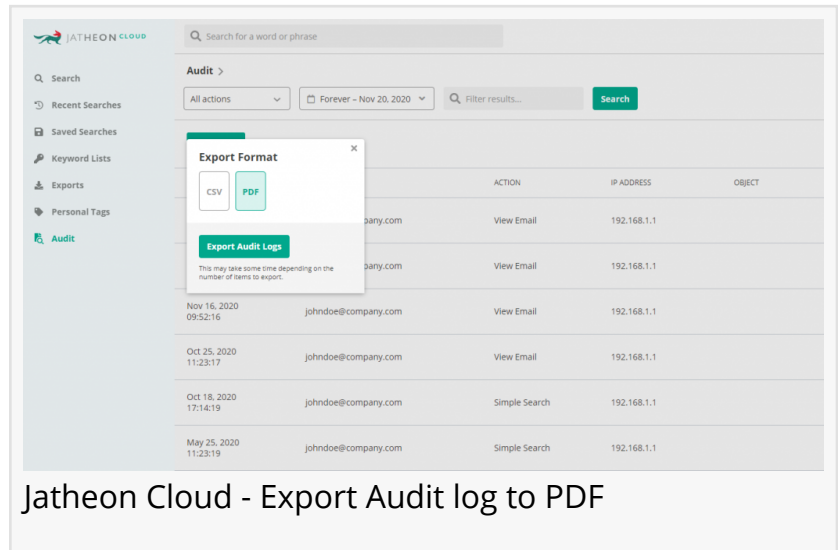 JATHEON CLOUD
Search for a word or phrase
Search
Recent Searches
Saved Searches
Keyword Lists
Exports
Personal Tags
Audit
Audit >
All actions
Forever – Nov 20, 2020
Filter results...
Search
Export Format
×
CSV
PDF
Export Audit Logs
This may take some time depending on the
number of items to export.
ACTION IP ADDRESS OBJECT
pany.com View Email 192.168.1.1
pany.com View Email 192.168.1.1
Nov 16, 2020
09:52:16
johndoe@company.com View Email 192.168.1.1
Oct 25, 2020
11:23:17
johndoe@company.com View Email 192.168.1.1
Oct 18, 2020
17:14:19
johndoe@company.com Simple Search 192.168.1.1
May 25, 2020
11:23:19
johndoe@company.com Simple Search 192.168.1.1
Jatheon Cloud - Export Audit log to PDF